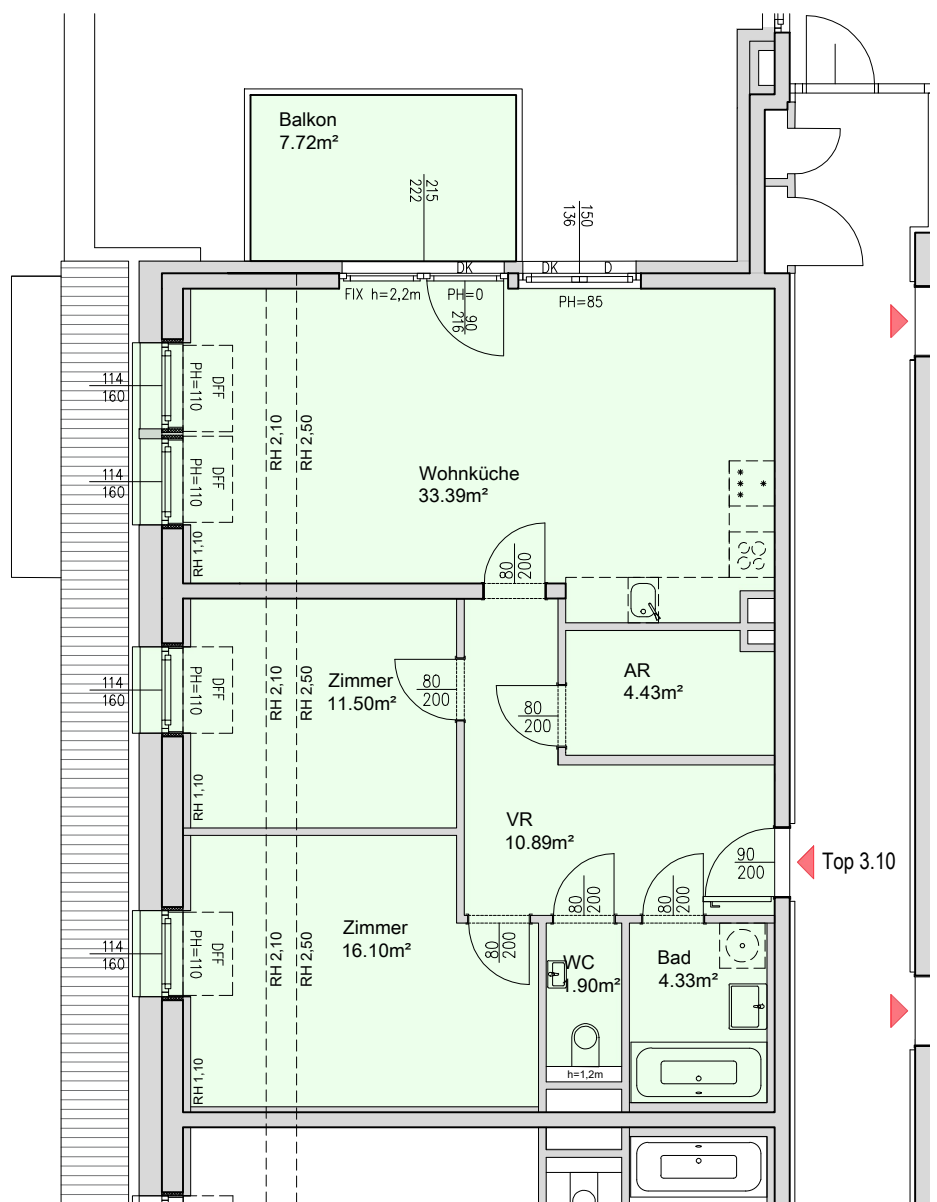 Balkon
7.72m²
215
222
150
136
DK
DK
D
FIX h=2,2m
PH=0
PH=85
90
216
114
160
DFF
PH=110
114
160
DFF
PH=110
RH 2,10
RH 2,50
RH 1,10
Wohnküche
33.39m²
80
200
Zimmer
11.50m²
80
200
AR
4.43m²
80
200
114
160
DFF
PH=110
RH 2,10
RH 2,50
RH 1,10
VR
10.89m²
90
200
Top 3.10
80
200
80
200
Zimmer
16.10m²
80
200
114
160
DFF
PH=110
RH 2,10
RH 2,50
RH 1,10
WC
1.90m²
h=1,2m
Bad
4.33m²